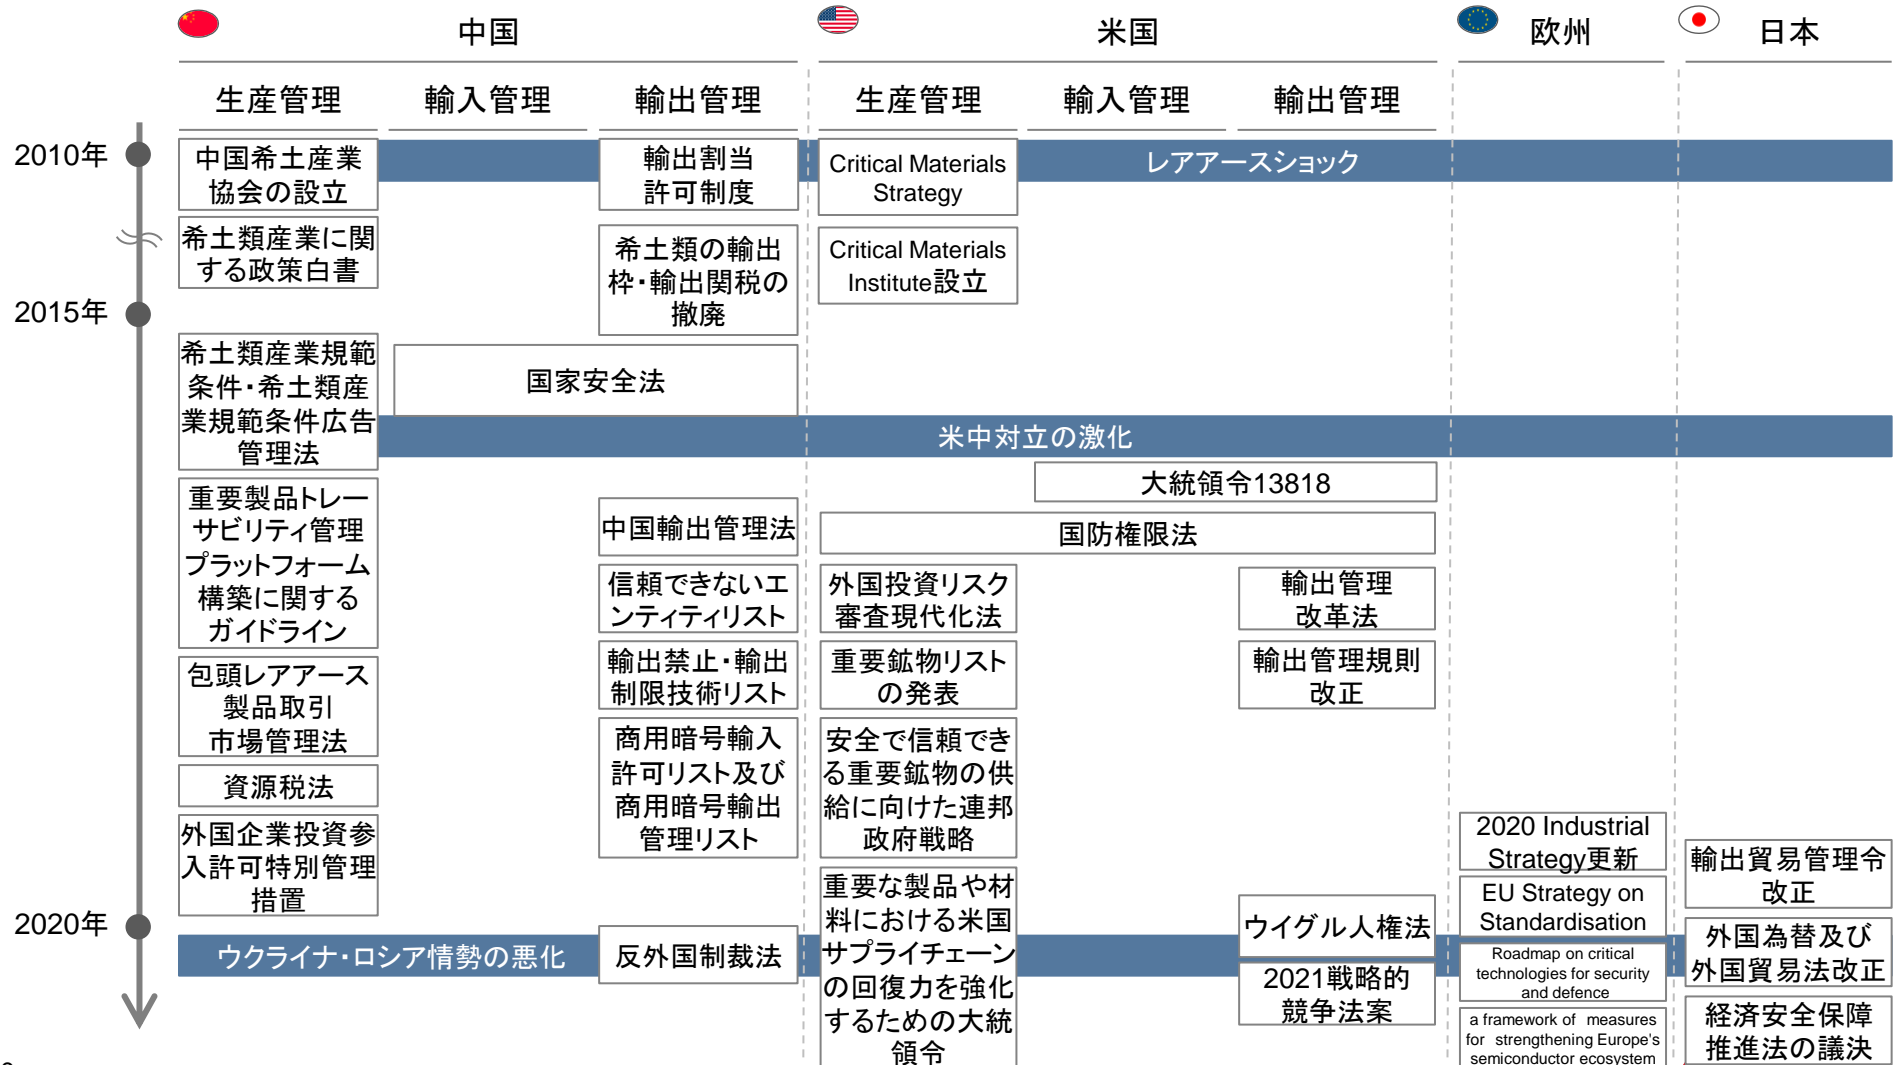 中国
米国
欧州
日本
生産管理
輸入管理
輸出管理
生産管理
輸入管理
輸出管理
2010年
中国希土産業
協会の設立
輸出割当
許可制度
Critical Materials
Strategy
レアアースショック
希土類産業に関
する政策白書
希土類の輸出
枠・輸出関税の
撤廃
Critical Materials
Institute設立
2015年
希土類産業規範
条件・希土類産
業規範条件広告
管理法
国家安全法
米中対立の激化
大統領令13818
重要製品トレー
サビリティ管理
プラットフォーム
構築に関する
ガイドライン
中国輸出管理法
国防権限法
信頼できないエ
ンティティリスト
外国投資リスク
審査現代化法
輸出管理
改革法
包頭レアアース
製品取引
市場管理法
輸出禁止・輸出
制限技術リスト
重要鉱物リスト
の発表
輸出管理規則
改正
資源税法
商用暗号輸入
許可リスト及び
商用暗号輸出
管理リスト
安全で信頼でき
る重要鉱物の供
給に向けた連邦
政府戦略
外国企業投資参
入許可特別管理
措置
2020 Industrial
Strategy更新
輸出貿易管理令
改正
2020年
重要な製品や材
料における米国
サプライチェーン
の回復力を強化
するための大統
領令
ウイグル人権法
EU Strategy on
Standardisation
ウクライナ・ロシア情勢の悪化
反外国制裁法
2021戦略的
競争法案
Roadmap on critical
technologies for security
and defence
外国為替及び
外国貿易法改正
a framework of measures
for strengthening Europe's
semiconductor ecosystem
経済安全保障
推進法の議決